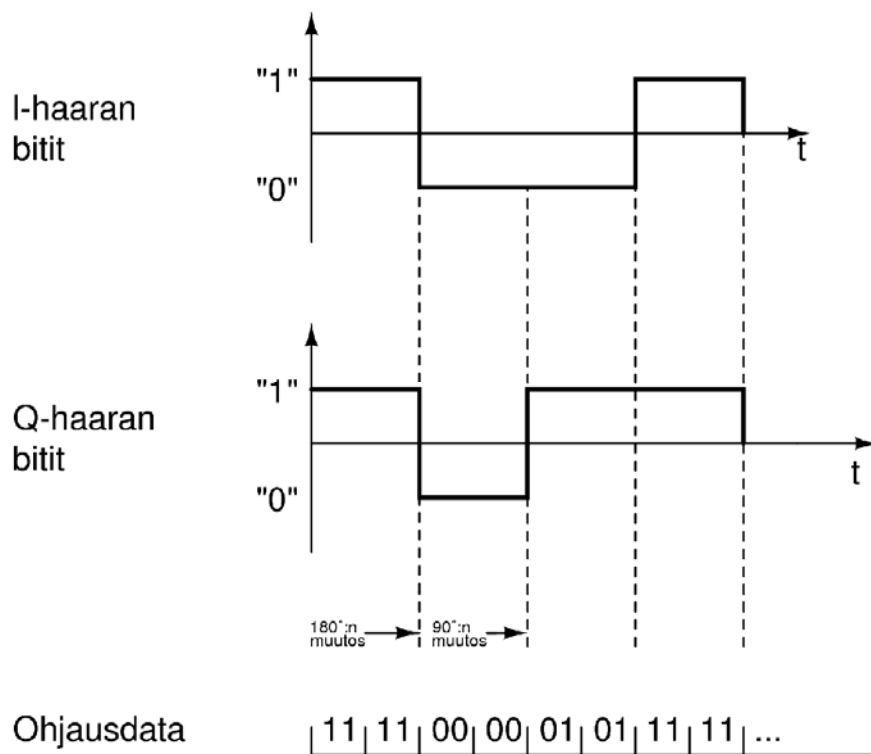 "1"
I-haaran
bitit
t
"0"
"1"
Q-haaran
bitit
t
"0"
180°:n
muutos
90°:n
muutos
Ohjausdata
11 11 00 00 01 01 11 11 ...